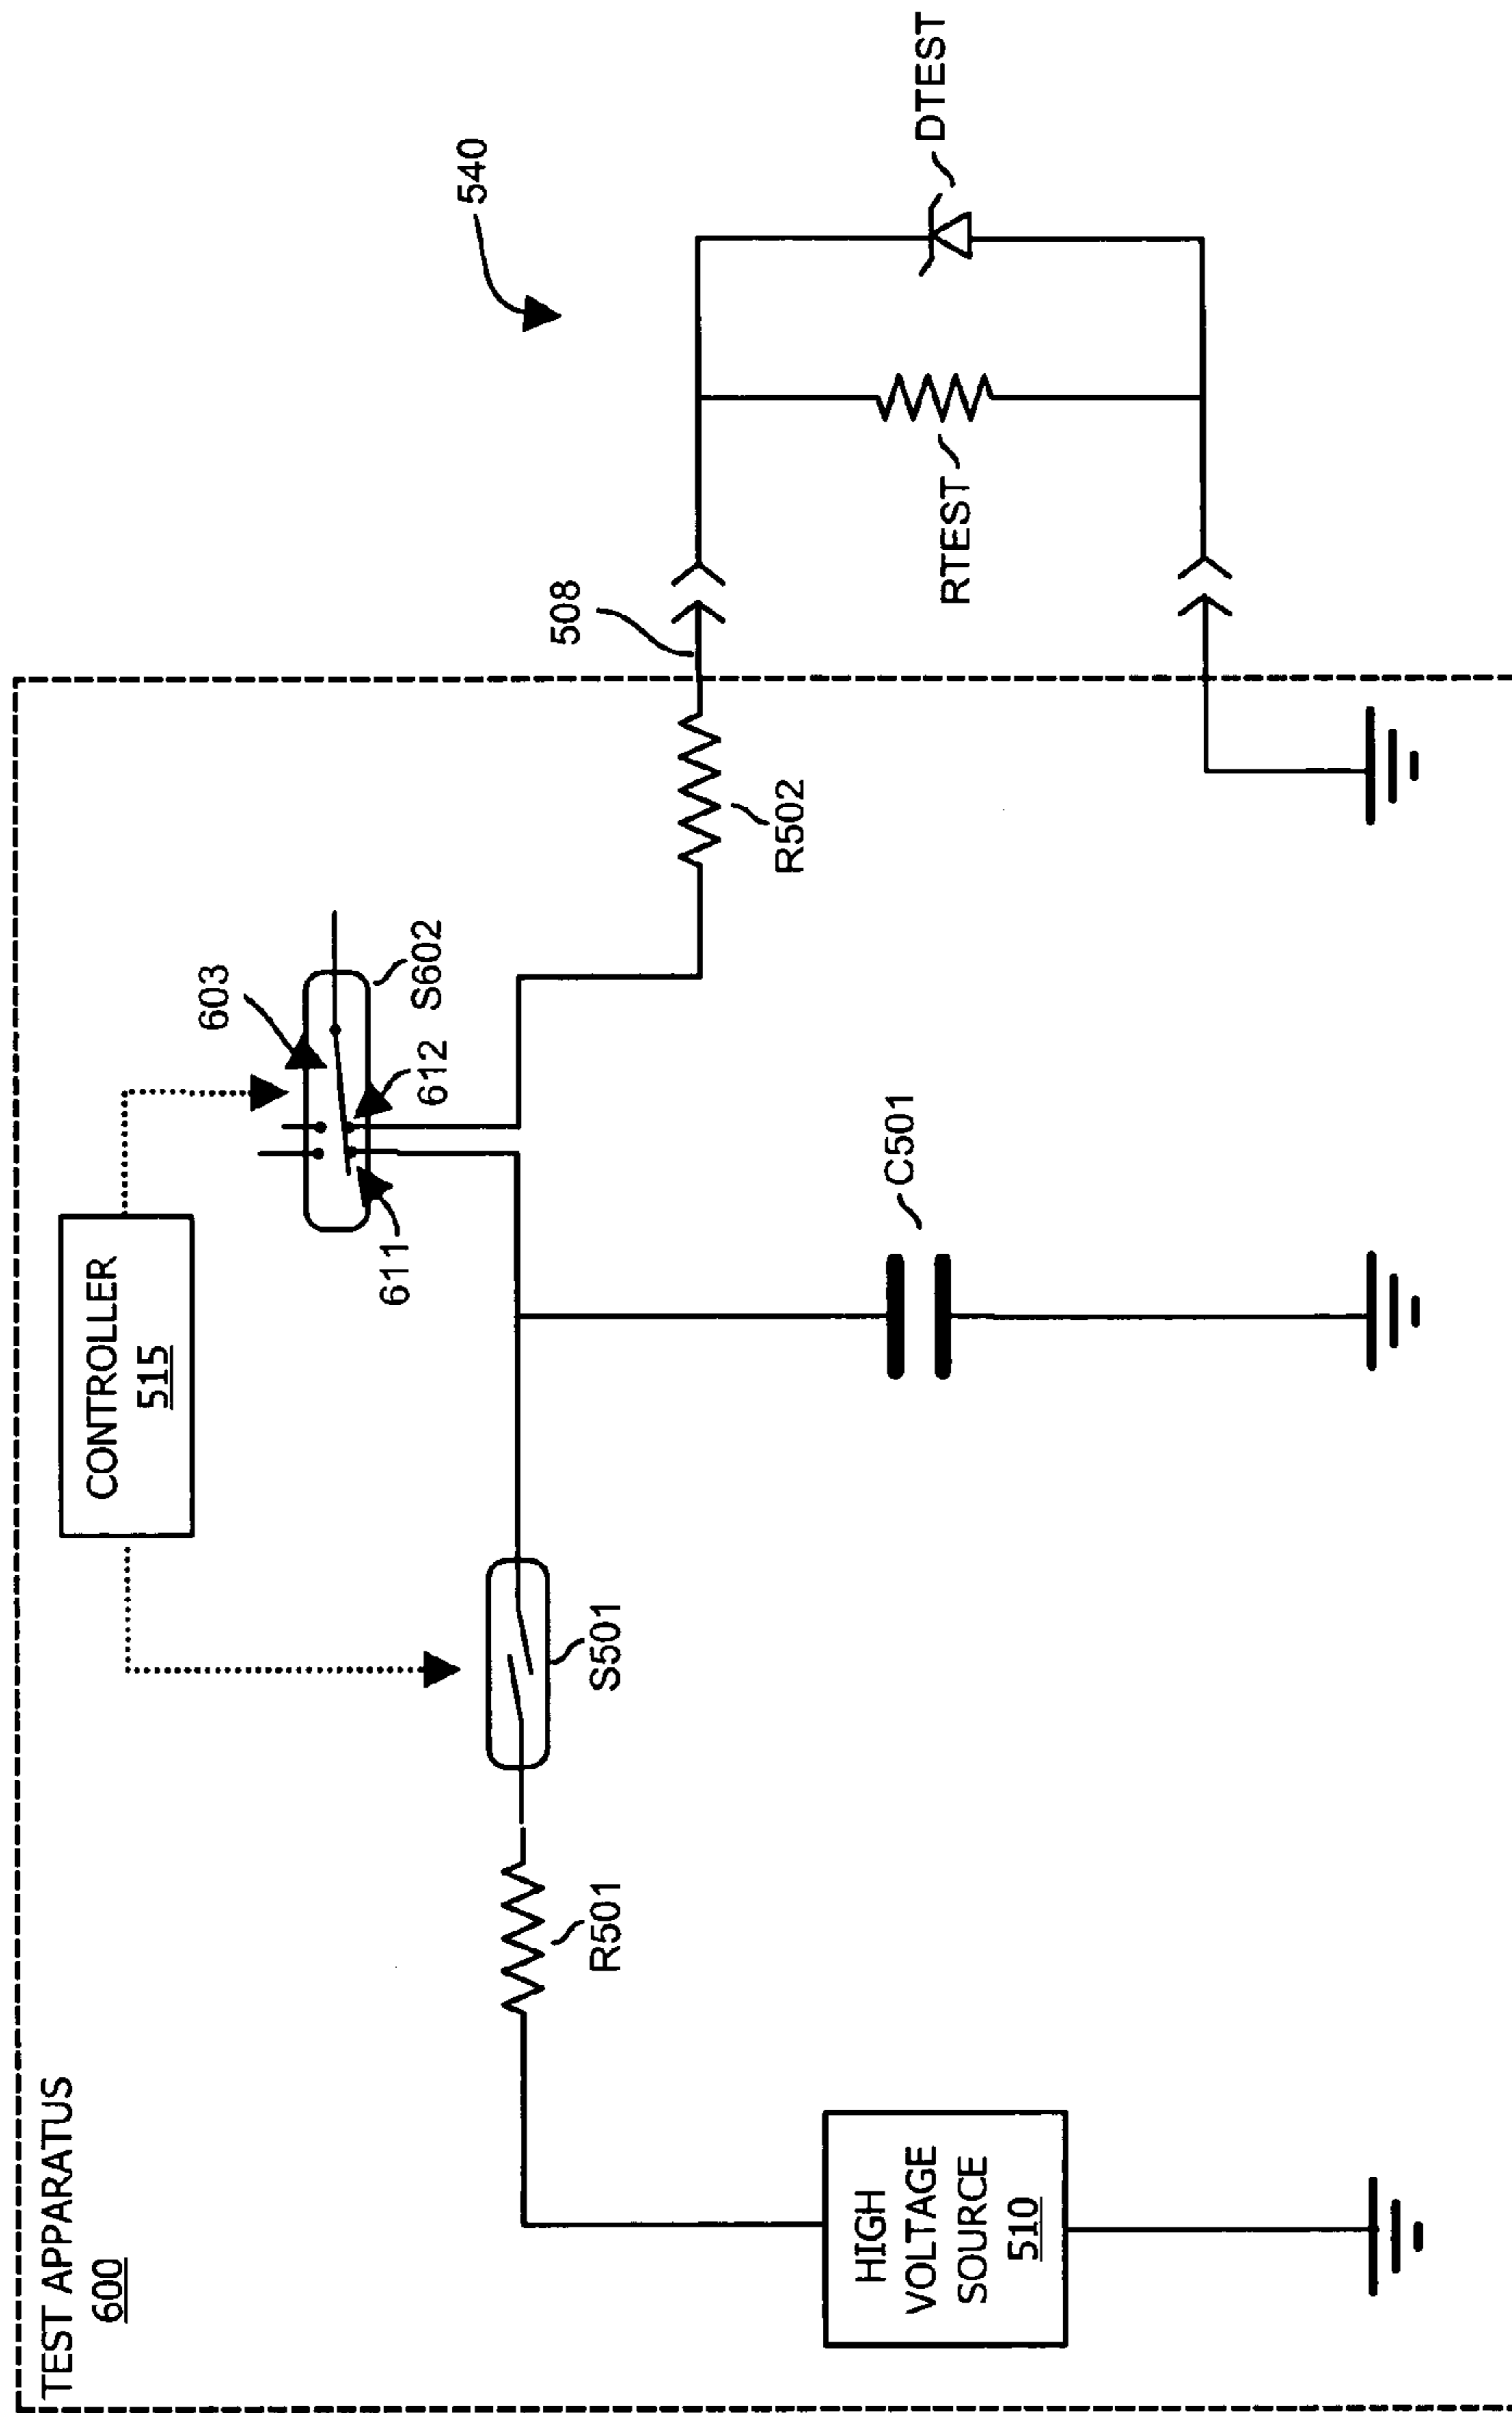 TEST APPARATUS
600
CONTROLLER
515
603
S602
612
611
540
508
DTEST
RTEST
R502
C501
S501
R501
HIGH
VOLTAGE
SOURCE
510